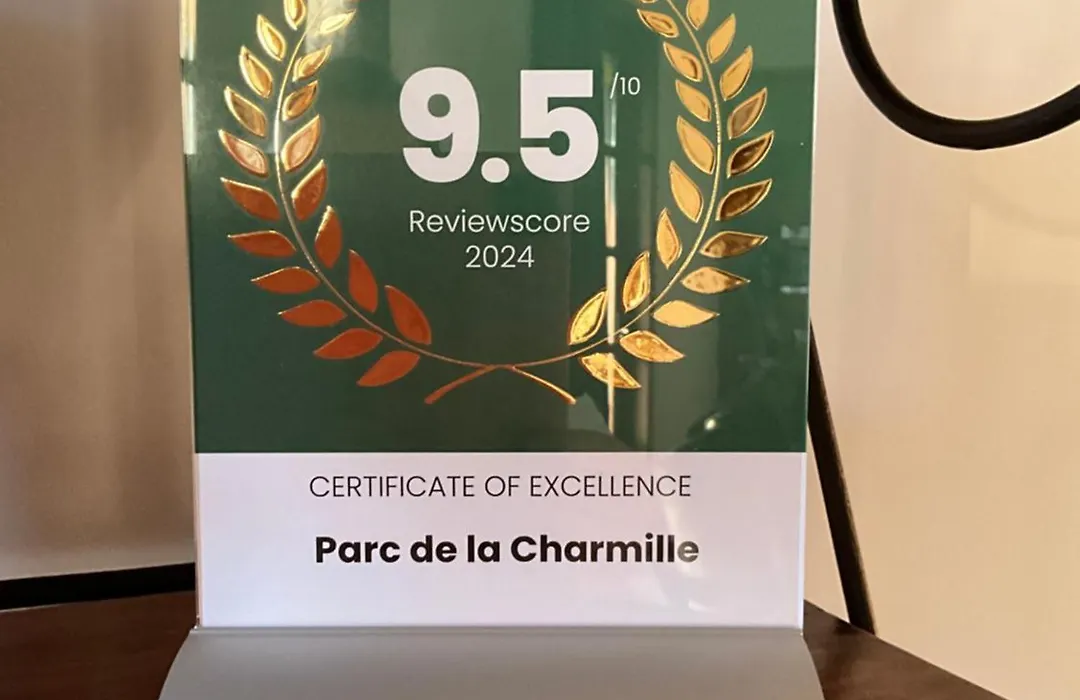 9.5 /10
Reviewscore
2024
CERTIFICATE OF EXCELLENCE
Parc de la Charmille